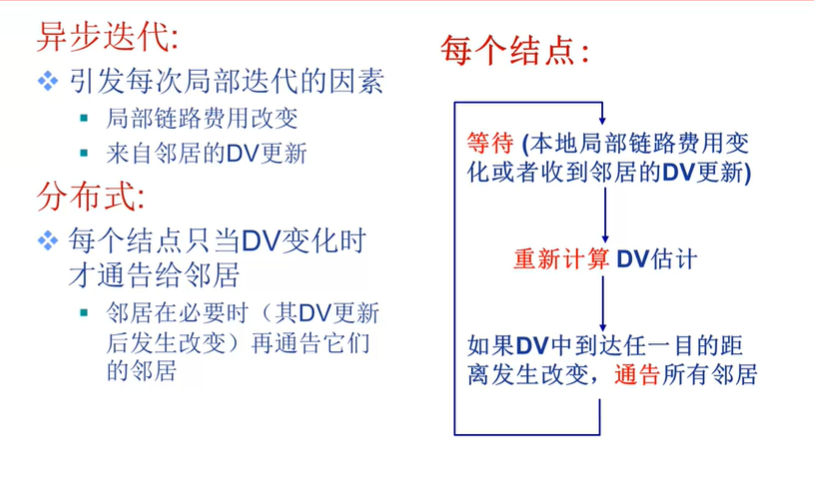 异步迭代:
引发每次局部迭代的因素
局部链路费用改变
来自邻居的DV更新
分布式:
每个结点只当DV变化时
才通告给邻居
邻居在必要时（其DV更新
后发生改变）再通告它们
的邻居
每个结点:
等待 (本地局部链路费用变
化或者收到邻居的DV更新)
重新计算 DV估计
如果DV中到达任一目的距
离发生改变，通告所有邻居